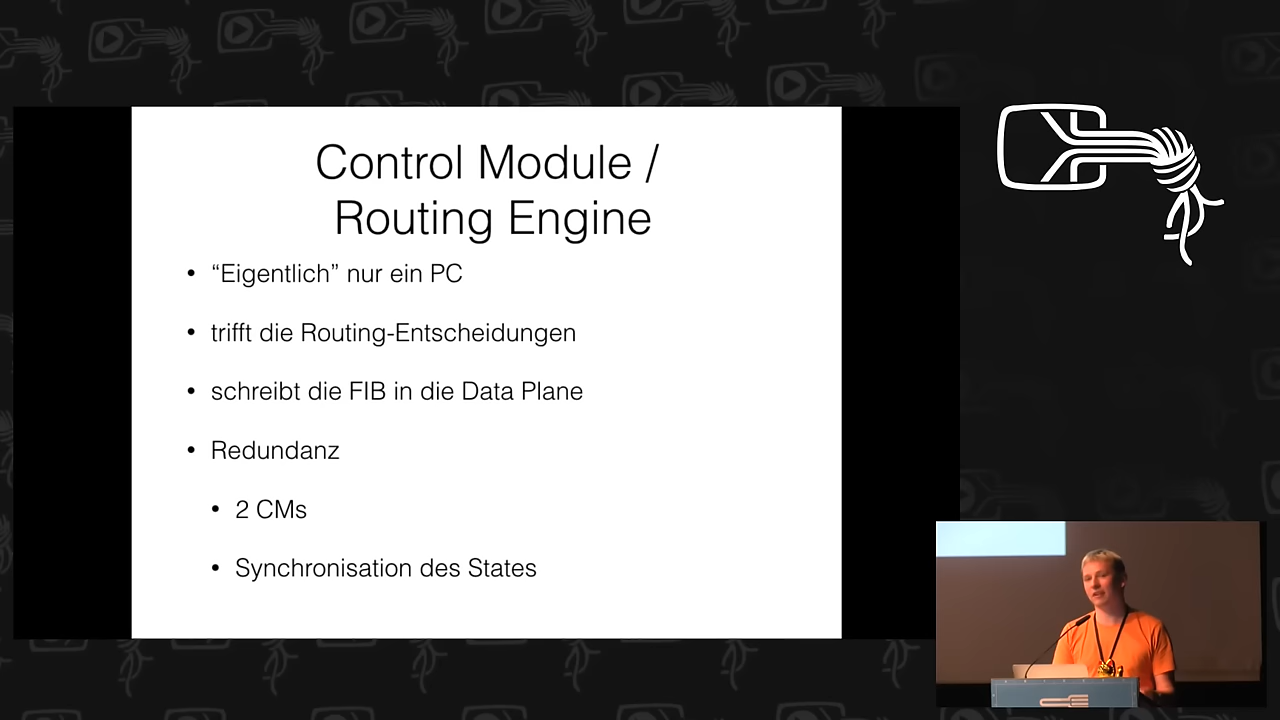 Control Module /
Routing Engine
• “Eigentlich” nur ein PC
• trifft die Routing-Entscheidungen
• schreibt die FIB in die Data Plane
• Redundanz
• 2 CMs
• Synchronisation des States